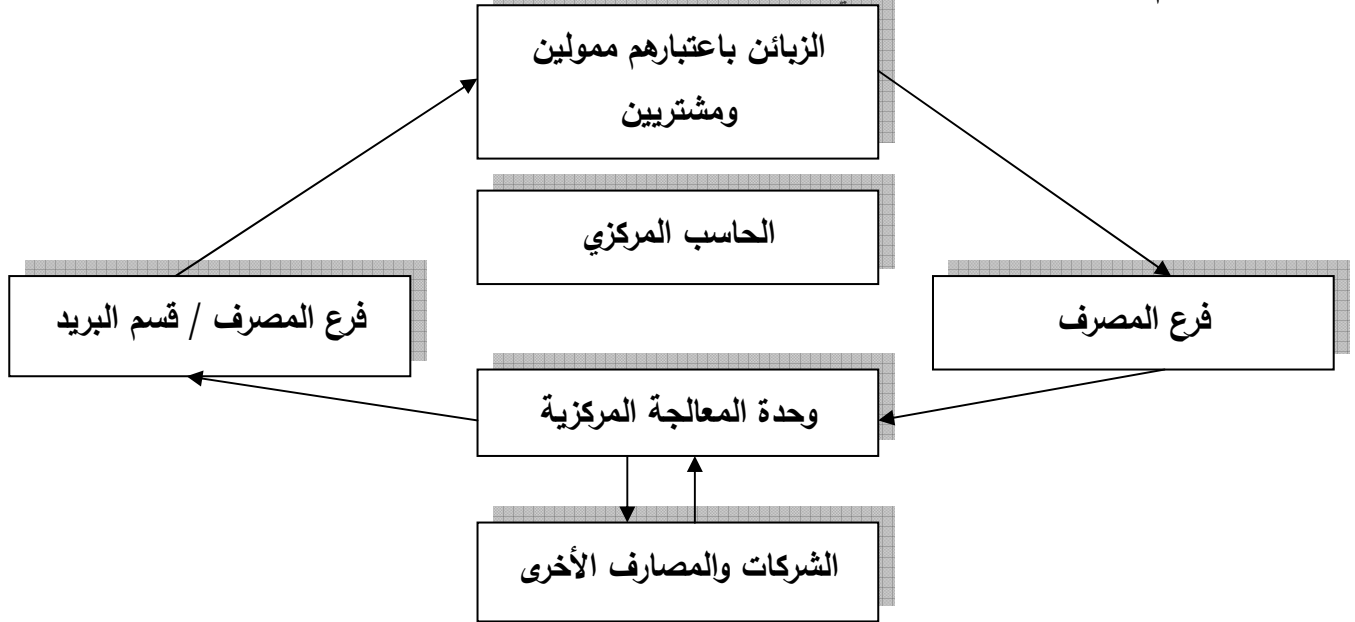 الزبائن باعتبارهم ممولين
ومشتريين
الحاسب المركزي
فرع المصرف
فرع المصرف / قسم البريد
وحدة المعالجة المركزية
الشركات والمصارف الأخرى